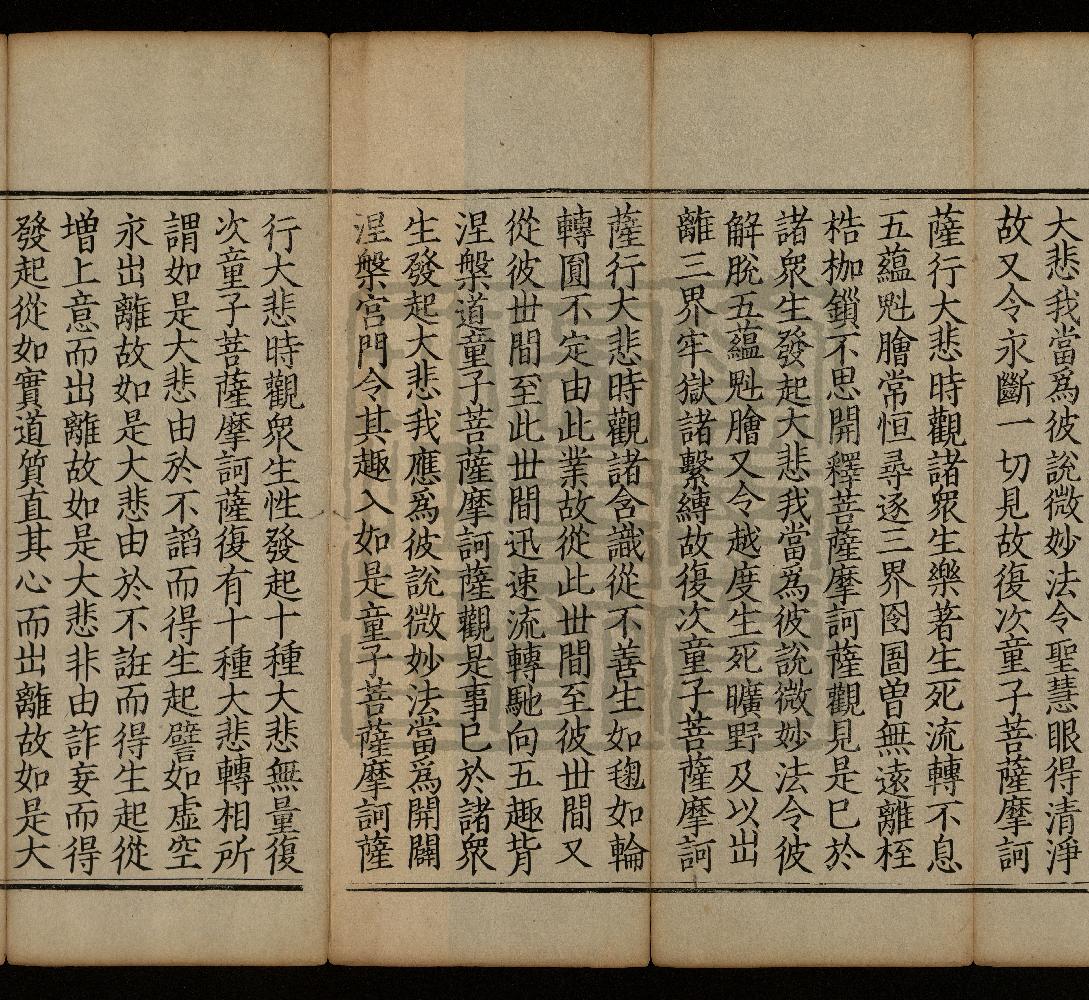 大悲我當爲彼說微妙法令聖慧眼得清淨
故又令永斷一切見故復次童子菩薩摩訶
薩行大悲時觀諸眾生樂著生死流轉不息
五蘊魁膾常恒尋逐三界囹圄曾無遠離桎
梏枷鎖不思開釋菩薩摩訶薩觀見是已於
諸眾生發起大悲我當爲彼說微妙法令彼
解脫五蘊魁膾又令越度生死曠野及以出
離三界牢獄諸繫縛故復次童子菩薩摩訶
薩行大悲時觀諸含識從不善生如毱如輪
轉圓不定由此業故從此世間至彼世間又
從彼世間至此世間迅速流轉馳向五趣背
涅槃道童子菩薩摩訶薩觀是事已於諸眾
生發起大悲我應爲彼說微妙法當爲開闢
涅槃宮門令其趣入如是童子菩薩摩訶薩
行大悲時觀眾生性發起十種大悲無量復
次童子菩薩摩訶薩復有十種大悲轉相所
謂如是大悲由於不諂而得生起譬如虛空
永出離故如是大悲由於不誑而得生起從
增上意而出離故如是大悲非由詐妄而得
發起從如實道質直其心而出離故如是大